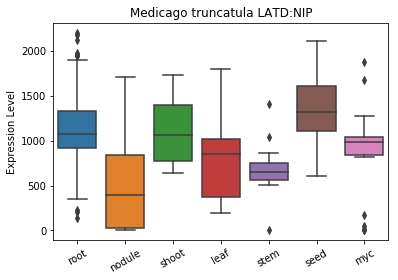 Medicago truncatula LATD:NIP
Expression Level
2000
1500
1000
500
0
root nodule shoot leaf stem seed myc